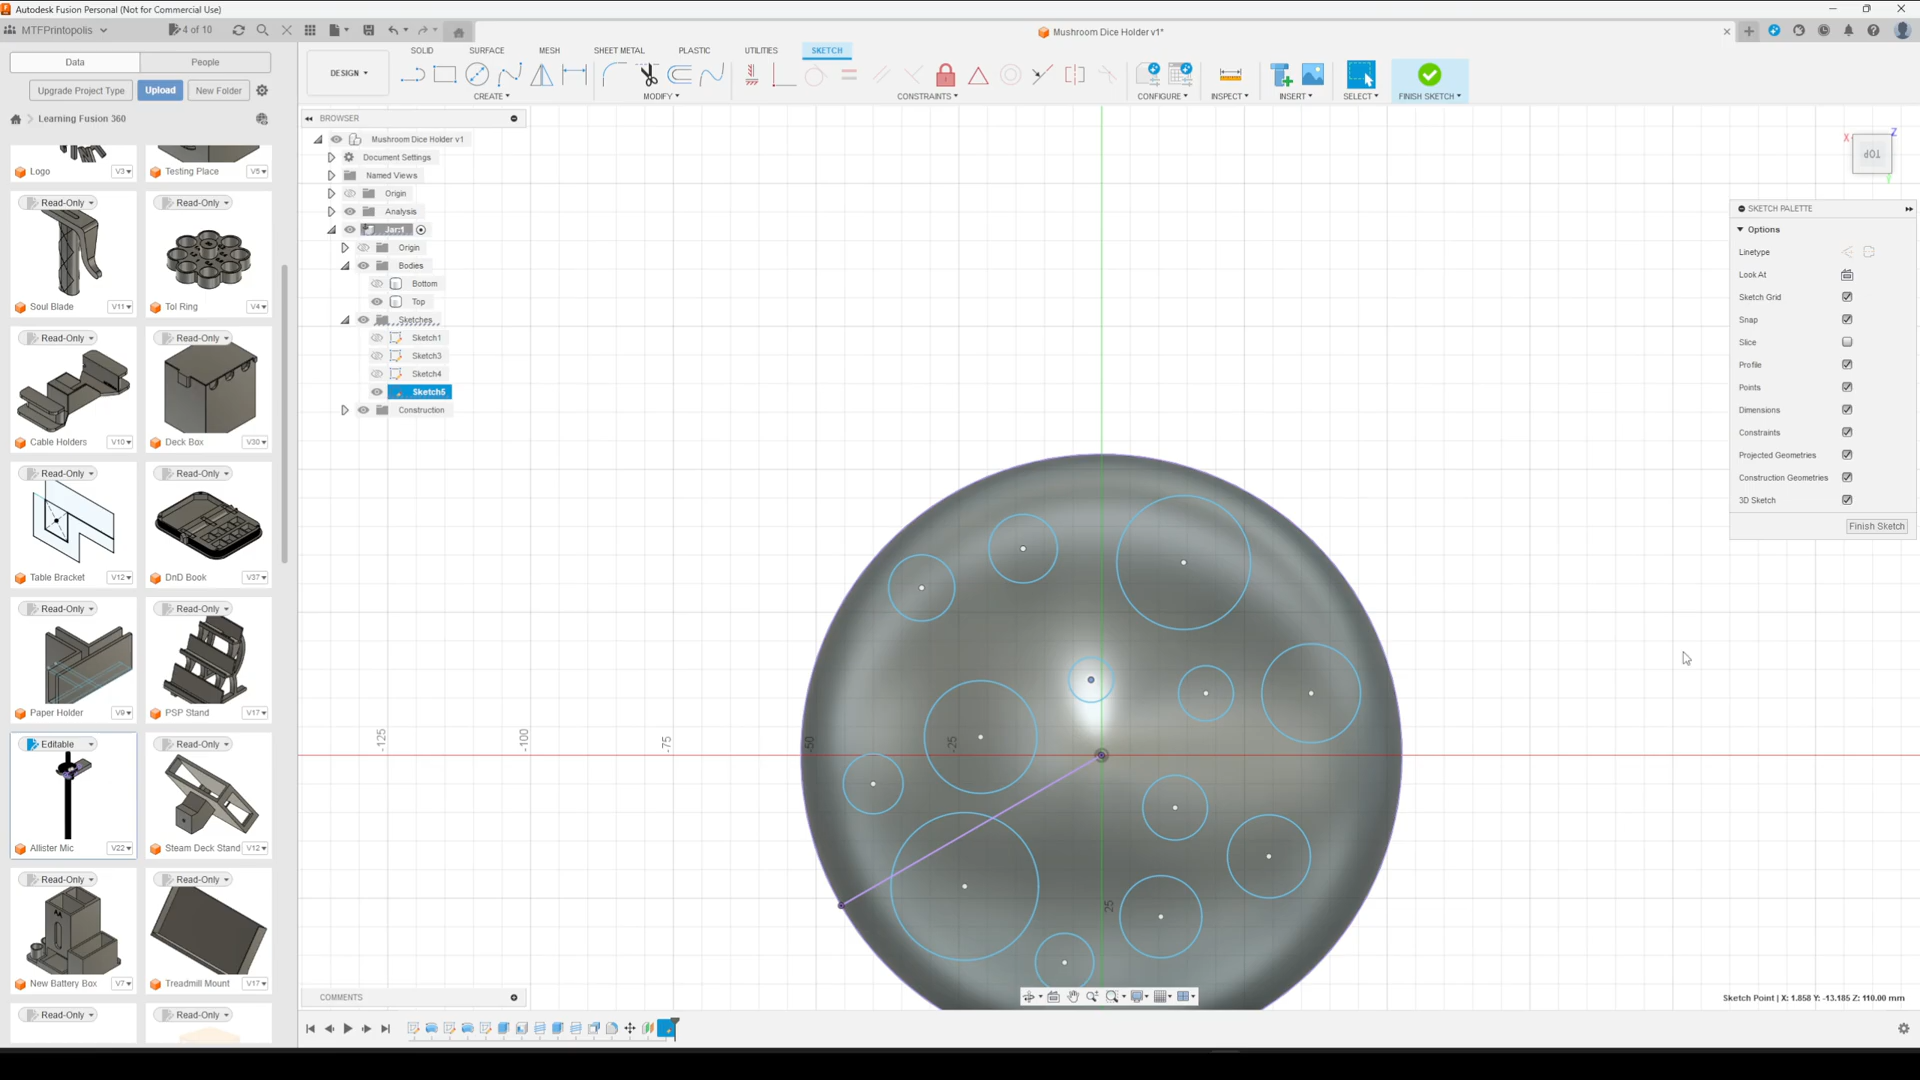 Autodesk Fusion Personal (Not for Commercial Use)
MTFPrintopolis
4 of 10
Mushroom Dice Holder v1*
Data
People
Upgrade Project Type
Upload
New Folder
Learning Fusion 360
Logo
V3
Testing Place
V5
Read-Only
Read-Only
Soul Blade
V11
Tol Ring
V4
Read-Only
Read-Only
Cable Holders
V10
Deck Box
V30
Read-Only
Read-Only
Table Bracket
V12
DnD Book
V37
Read-Only
Read-Only
Paper Holder
V9
PSP Stand
V17
Editable
Read-Only
Allister Mic
V22
Steam Deck Stand
V12
Read-Only
Read-Only
New Battery Box
V7
Treadmill Mount
V17
Read-Only
Read-Only
DESIGN
SOLID
SURFACE
MESH
SHEET METAL
PLASTIC
UTILITIES
SKETCH
CREATE
MODIFY
CONSTRAINTS
CONFIGURE
INSPECT
INSERT
SELECT
FINISH SKETCH
BROWSER
Mushroom Dice Holder v1
Document Settings
Named Views
Origin
Analysis
Jar:1
Origin
Bodies
Bottom
Top
Sketches
Sketch1
Sketch3
Sketch4
Sketch5
Construction
-125
-100
-75
-50
-25
25
X
Z
Y
TOP
SKETCH PALETTE
Options
Linetype
Look At
Sketch Grid
Snap
Slice
Profile
Points
Dimensions
Constraints
Projected Geometries
Construction Geometries
3D Sketch
Finish Sketch
COMMENTS
Sketch Point | X: 1.858 Y: -13.185 Z: 110.00 mm